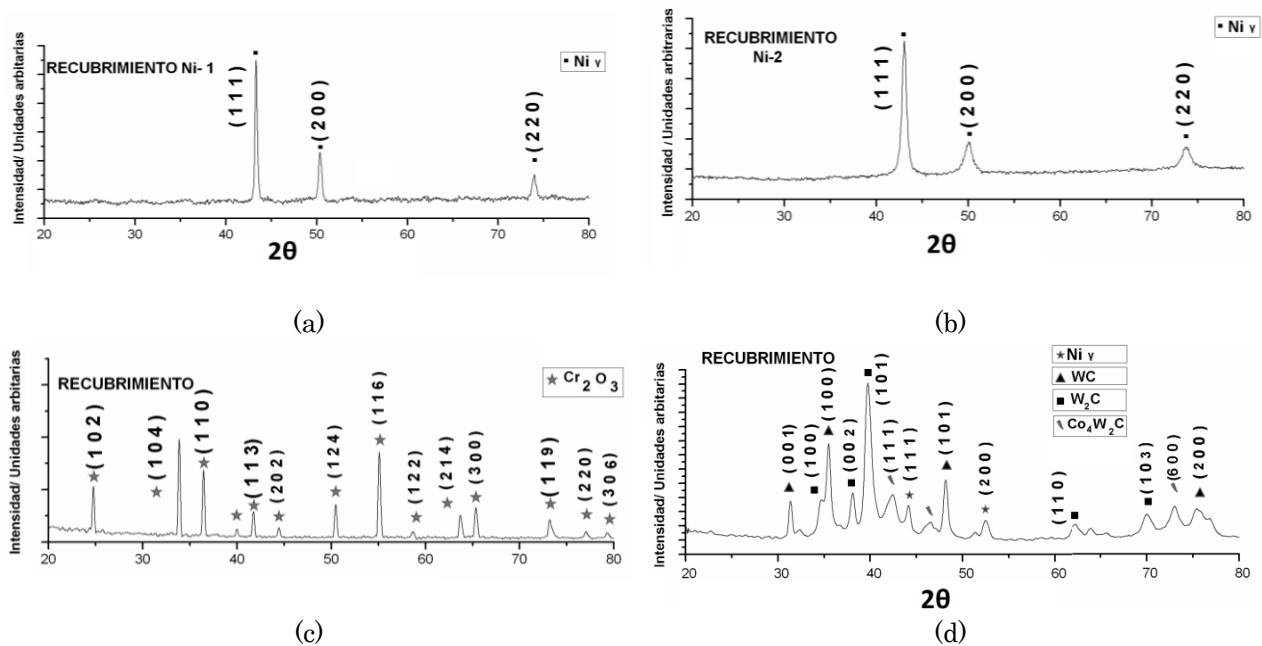 RECUBRIMIENTO Ni- 1
▪ Ni γ
Intensidad/ Unidades arbitarias
(111)
(200)
(220)
20 30 40 50 60 70 80
2θ
(a)
RECUBRIMIENTO
Ni-2
▪ Ni γ
Intensidad / Unidades arbitrarias
(111)
(200)
(220)
20 30 40 50 60 70 80
2θ
(b)
RECUBRIMIENTO
★ Cr2O3
Intensidad/ Unidades arbitarias
(102)
(104)
(110)
(113)
(202)
(124)
(116)
(122)
(214)
(300)
(119)
(220)
(306)
20 30 40 50 60 70 80
(c)
RECUBRIMIENTO
★ Ni γ
▲ WC
■ W2C
Co4W2C
Intensidad/ Unidades arbitrarias
(001)
(100)
(100)
(002)
(101)
(111)
(111)
(101)
(200)
(110)
(103)
(600)
(200)
20 30 40 50 60 70 80
2θ
(d)